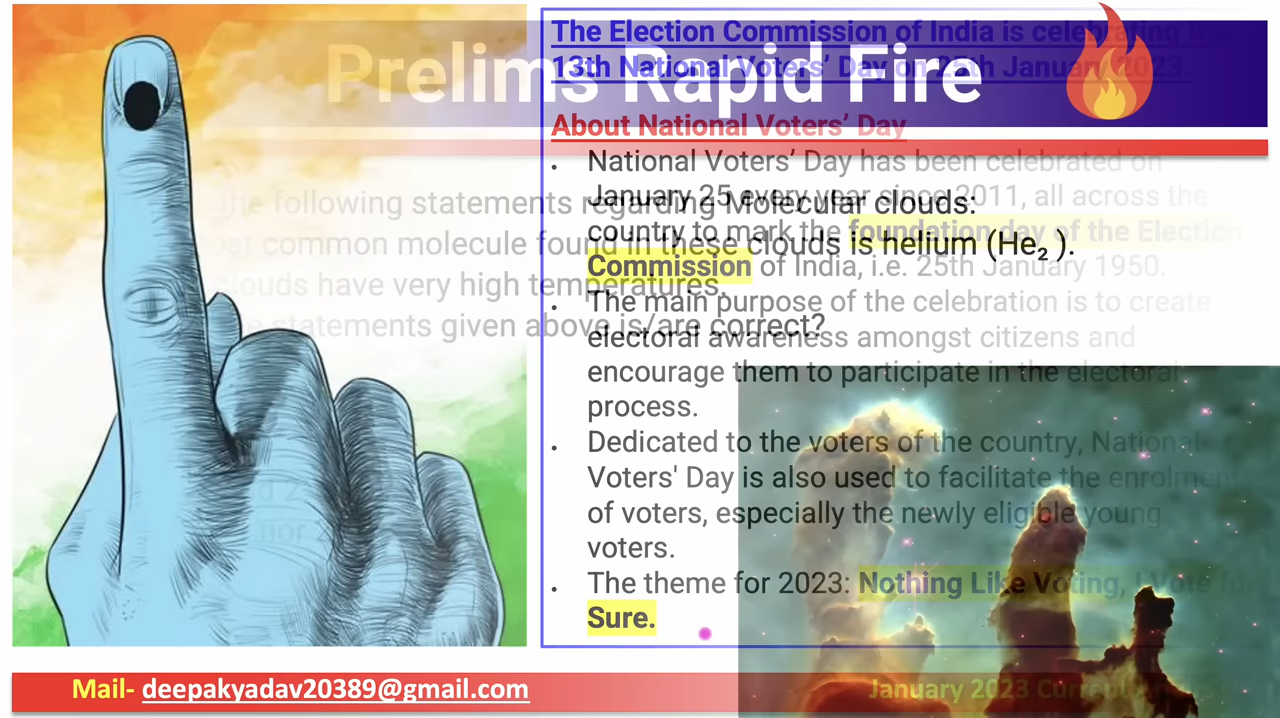 Prelims Rapid Fire
The Election Commission of India is celebrating the
13th National Voters' Day on 25th January 2023.
About National Voters' Day
• National Voters' Day has been celebrated on
January 25 every year since 2011, all across the
country to mark the foundation day of the Election
Commission of India, i.e. 25th January 1950.
• The main purpose of the celebration is to create
electoral awareness amongst citizens and
encourage them to participate in the electoral
process.
• Dedicated to the voters of the country, National
Voters' Day is also used to facilitate the enrolment
of voters, especially the newly eligible young
voters.
• The theme for 2023: Nothing Like Voting, I Vote for
Sure.
the following statements regarding Molecular clouds:
common molecule found in these clouds is helium (He₂ ).
clouds have very high temperatures.
statements given above is/are correct?
nor 2
Mail- deepakyadav20389@gmail.com
January 2023